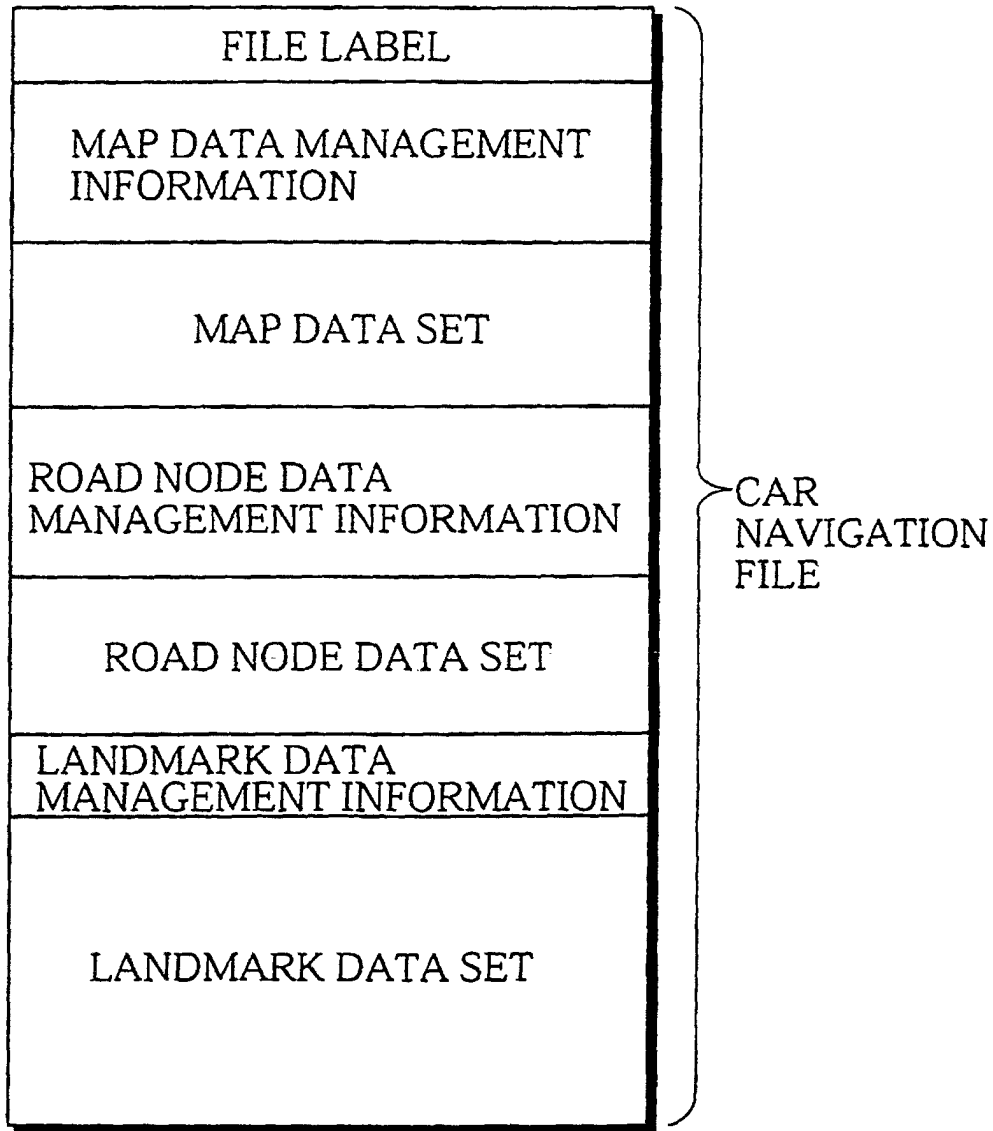 FILE LABEL
MAP DATA MANAGEMENT
INFORMATION
MAP DATA SET
ROAD NODE DATA
MANAGEMENT INFORMATION
ROAD NODE DATA SET
LANDMARK DATA
MANAGEMENT INFORMATION
LANDMARK DATA SET
CAR
NAVIGATION
FILE